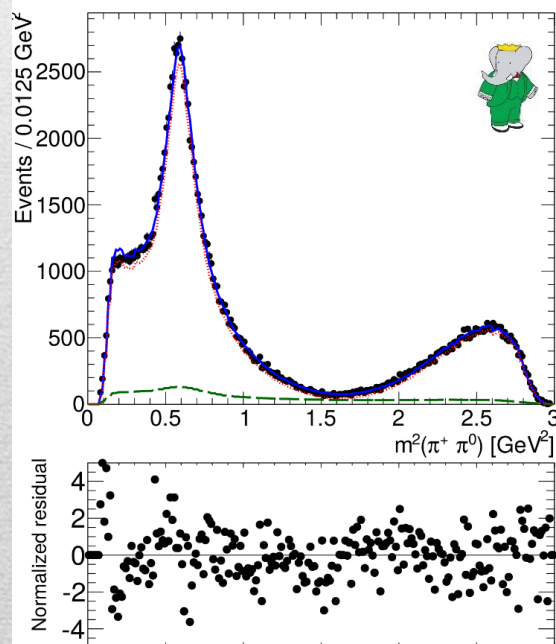 Events / 0.0125 GeV²
2500
2000
1500
1000
500
0
0 0.5 1 1.5 2 2.5 3
m²(π⁺ π⁰) [GeV²]
Normalized residual
4
2
0
-2
-4